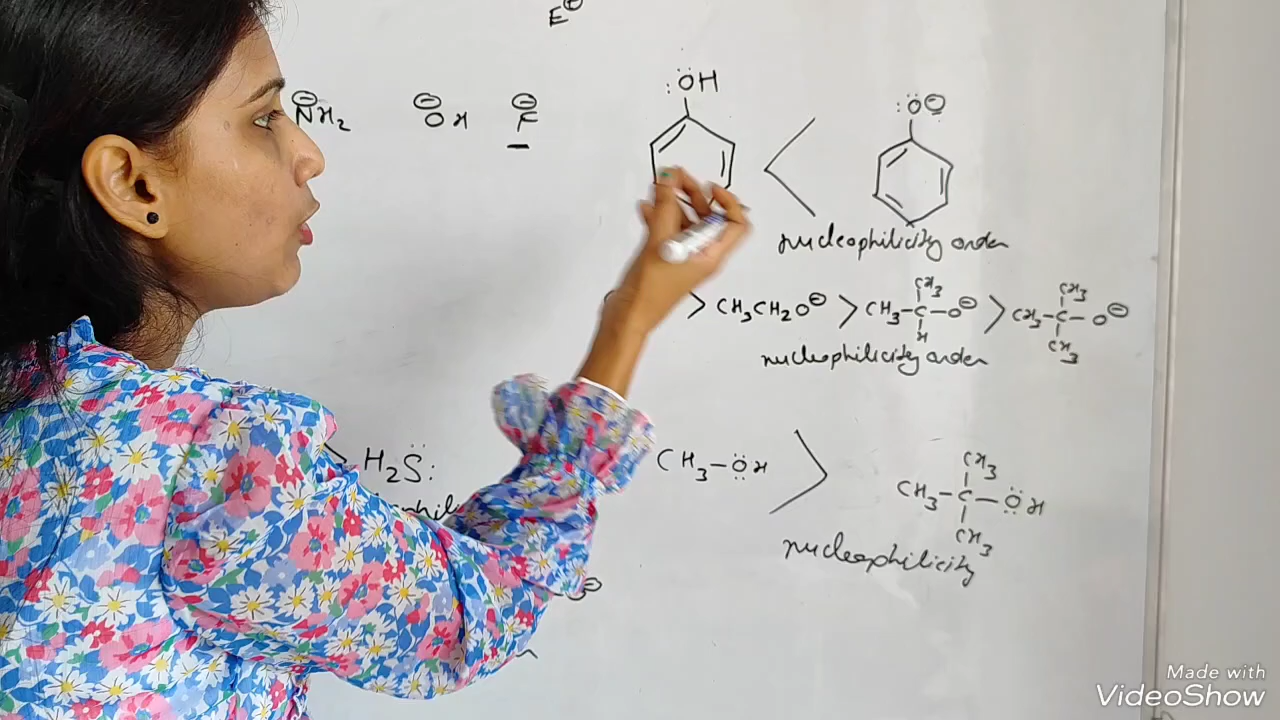 E⊕
:ÖH
⊖NH2 ⊖OH ⊖F
< :Ö⊖
nucleophilicity order
> CH3CH2O⊖ > CH3-C(CH3)(H)-O⊖ > CH3-C(CH3)(CH3)-O⊖
nucleophilicity order
H2S̈:
CH3-ÖH > CH3-C(CH3)(CH3)-ÖH
nucleophilicity
Made with
VideoShow